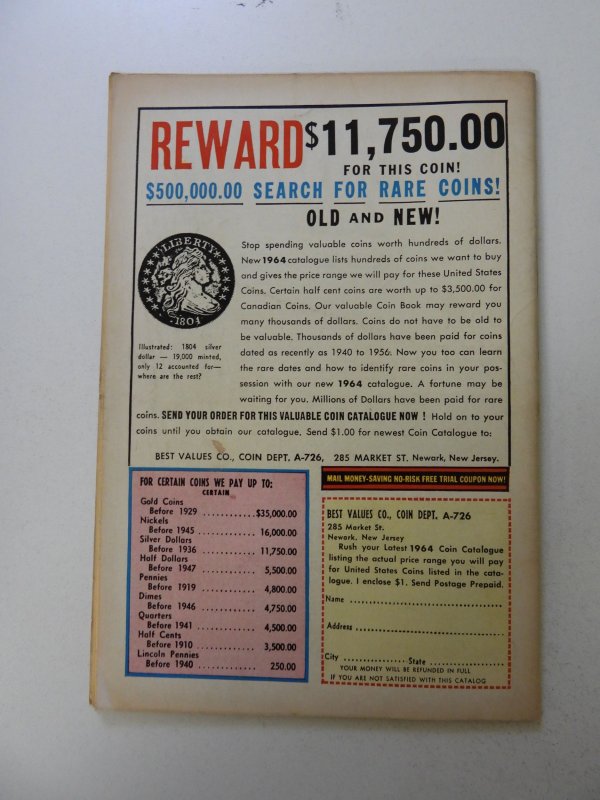 REWARD $11,750.00
FOR THIS COIN!
$500,000.00 SEARCH FOR RARE COINS!
OLD AND NEW!
LIBERTY
1804
Illustrated: 1804 silver
dollar — 19,000 minted,
only 12 accounted for—
where are the rest?
Stop spending valuable coins worth hundreds of dollars.
New 1964 catalogue lists hundreds of coins we want to buy
and gives the price range we will pay for these United States
Coins. Certain half cent coins are worth up to $3,500.00 for
Canadian Coins. Our valuable Coin Book may reward you
many thousands of dollars. Coins do not have to be old to
be valuable. Thousands of dollars have been paid for coins
dated as recently as 1940 to 1956. Now you too can learn
the rare dates and how to identify rare coins in your pos-
session with our new 1964 catalogue. A fortune may be
waiting for you. Millions of Dollars have been paid for rare
coins. SEND YOUR ORDER FOR THIS VALUABLE COIN CATALOGUE NOW ! Hold on to your
coins until you obtain our catalogue. Send $1.00 for newest Coin Catalogue to:
BEST VALUES CO., COIN DEPT. A-726, 285 MARKET ST. Newark, New Jersey.
FOR CERTAIN COINS WE PAY UP TO:
CERTAIN
Gold Coins
Before 1929 ..........$35,000.00
Nickels
Before 1945 ............ 16,000.00
Silver Dollars
Before 1936 ............ 11,750.00
Half Dollars
Before 1947 ............ 5,500.00
Pennies
Before 1919 ............ 4,800.00
Dimes
Before 1946 ............ 4,750.00
Quarters
Before 1941 ............ 4,500.00
Half Cents
Before 1910 ............ 3,500.00
Lincoln Pennies
Before 1940 ............ 250.00
MAIL MONEY-SAVING NO-RISK FREE TRIAL COUPON NOW!
BEST VALUES CO., COIN DEPT. A-726
285 Market St.
Newark, New Jersey
Rush your Latest 1964 Coin Catalogue
listing the actual price range you will pay
for United States Coins listed in the cata-
logue. I enclose $1. Send Postage Prepaid.
Name ..............................
Address ..............................
City ................ State ................
YOUR MONEY WILL BE REFUNDED IN FULL
IF YOU ARE NOT SATISFIED WITH THIS CATALOG